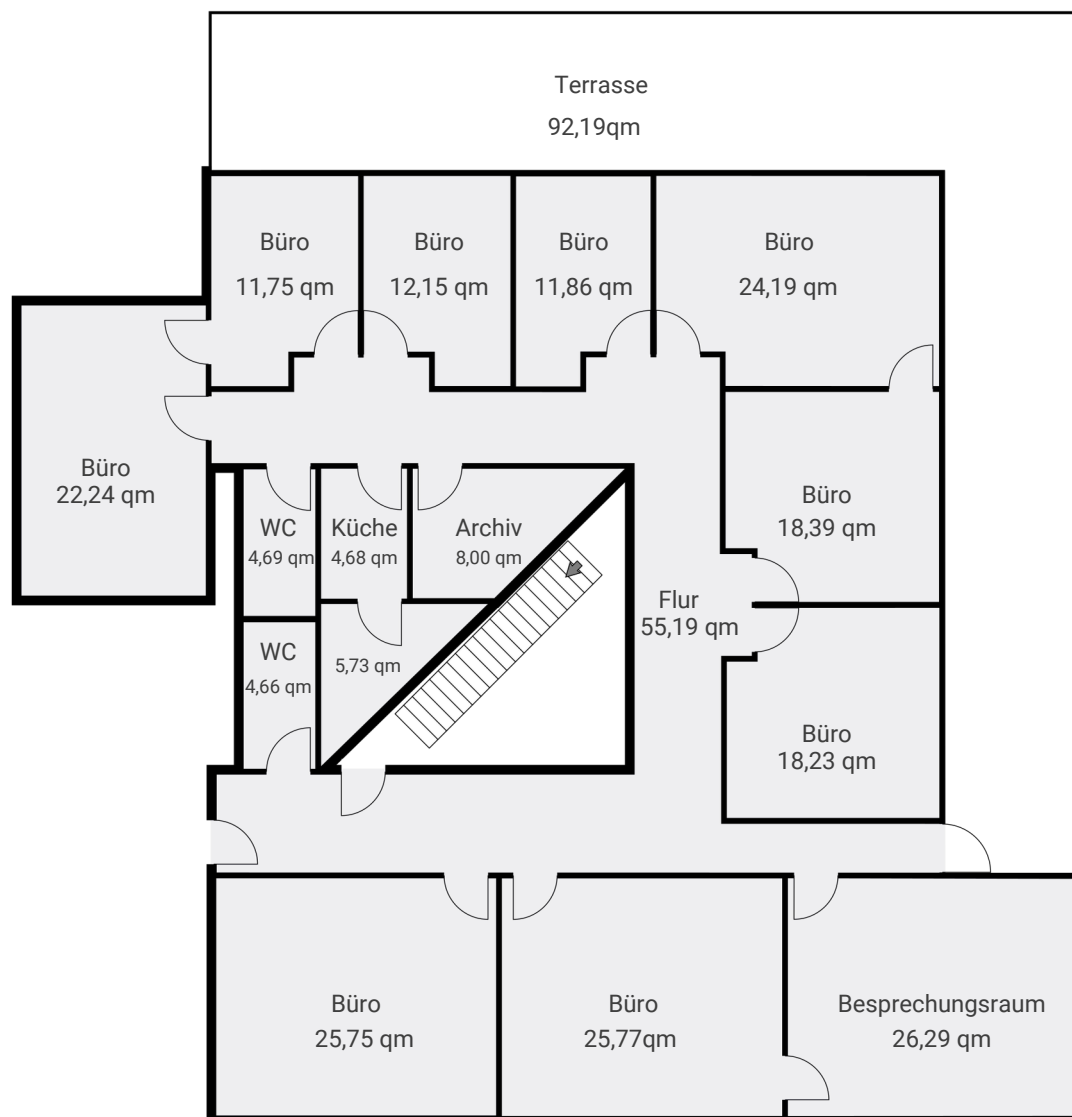 Terrasse
92,19qm
Büro
11,75 qm
Büro
12,15 qm
Büro
11,86 qm
Büro
24,19 qm
Büro
22,24 qm
WC
4,69 qm
Küche
4,68 qm
Archiv
8,00 qm
Büro
18,39 qm
Flur
55,19 qm
WC
4,66 qm
5,73 qm
Büro
18,23 qm
Büro
25,75 qm
Büro
25,77qm
Besprechungsraum
26,29 qm